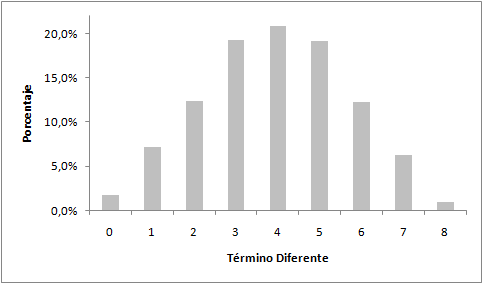 20,0%
15,0%
10,0%
5,0%
0,0%
Porcentaje
0 1 2 3 4 5 6 7 8
Término Diferente